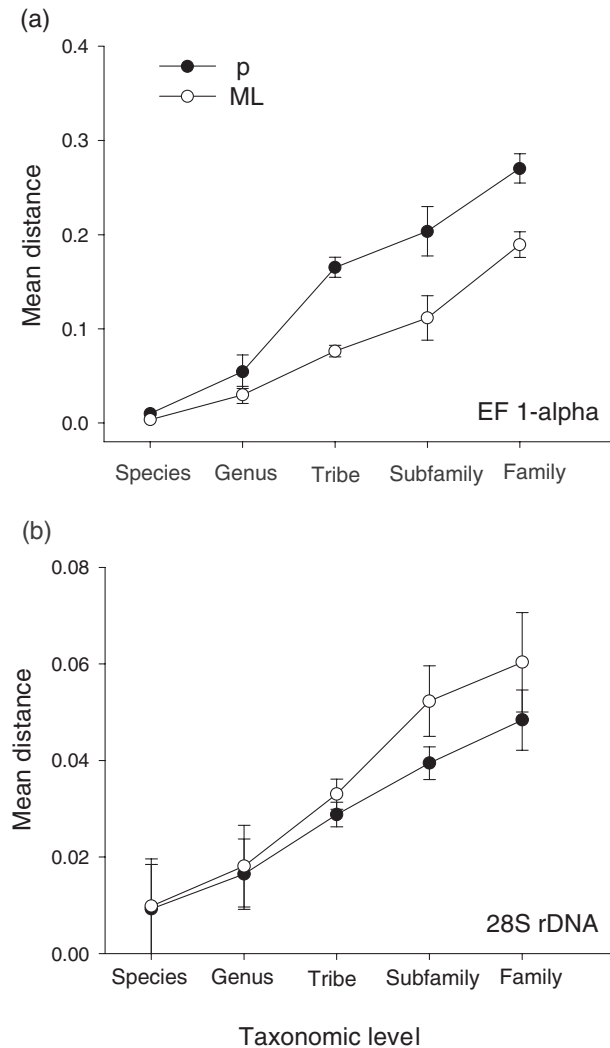 (a)
p
ML
0.4
0.3
0.2
0.1
0.0
Mean distance
EF 1-alpha
Species Genus Tribe Subfamily Family
(b)
0.08
0.06
0.04
0.02
0.00
Mean distance
28S rDNA
Species Genus Tribe Subfamily Family
Taxonomic level